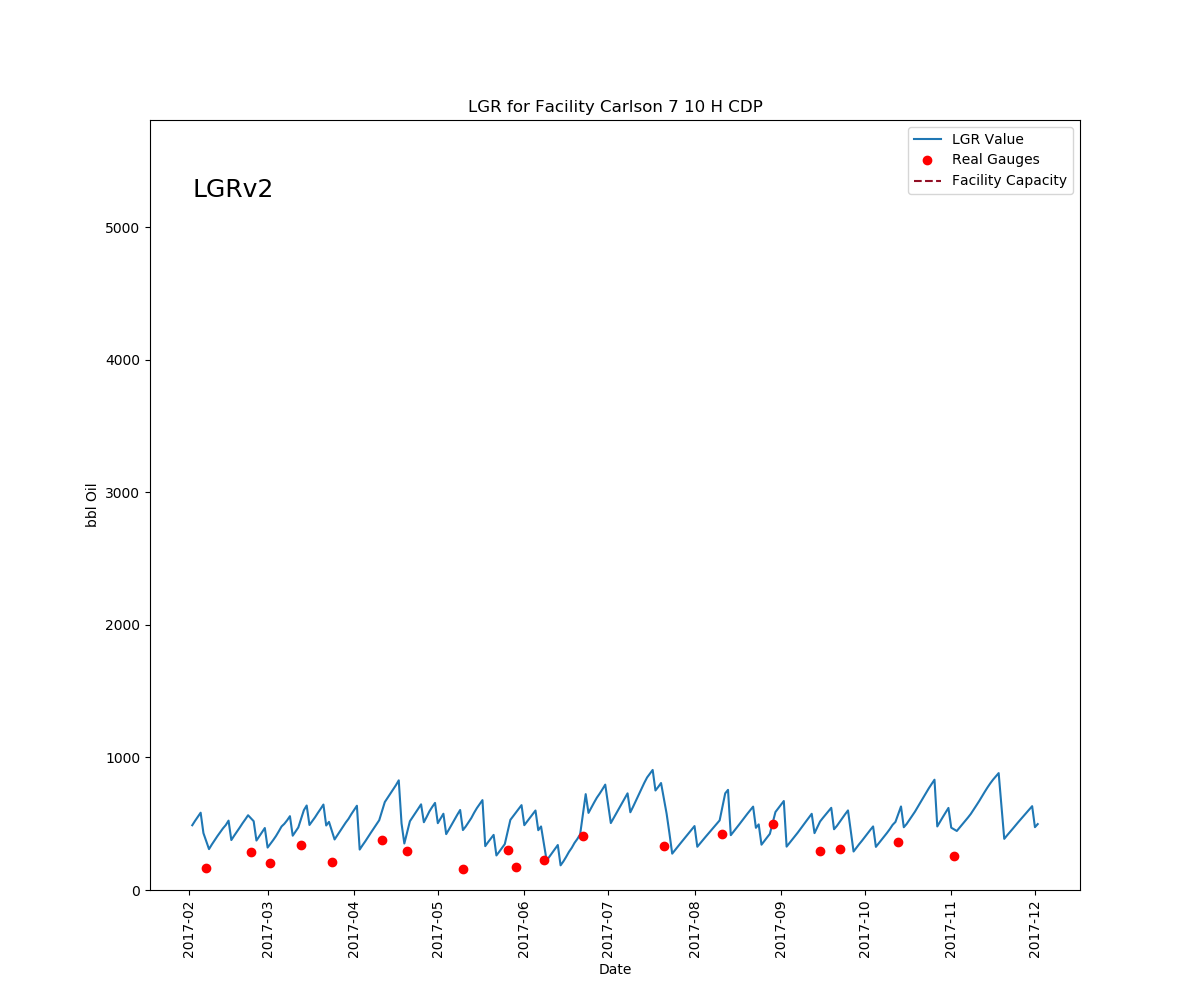 LGR for Facility Carlson 7 10 H CDP
LGR Value
Real Gauges
Facility Capacity
LGRv2
bbl Oil
5000
4000
3000
2000
1000
0
2017-02
2017-03
2017-04
2017-05
2017-06
2017-07
2017-08
2017-09
2017-10
2017-11
2017-12
Date